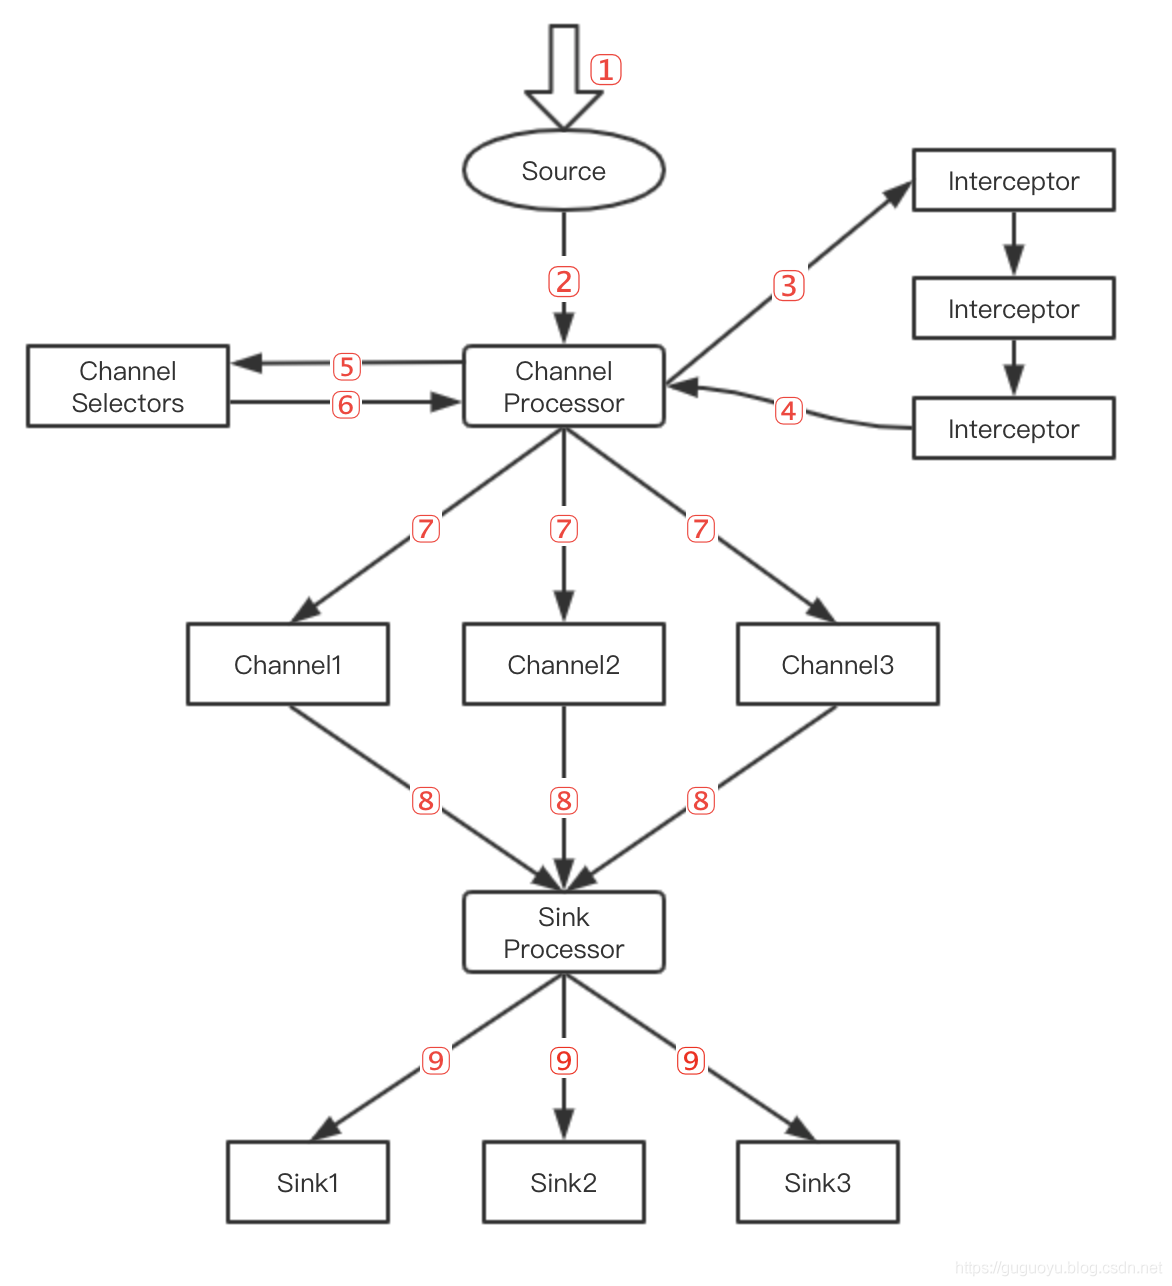 1
Source
Interceptor
2
3
Interceptor
Channel
Selectors
5
6
Channel
Processor
4
Interceptor
7
7
7
Channel1
Channel2
Channel3
8
8
8
Sink
Processor
9
9
9
Sink1
Sink2
Sink3
https://guguoyu.blog.csdn.net